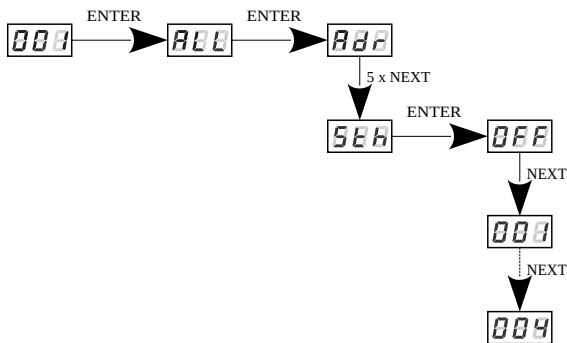 ENTER ENTER
001 ALL Adr
5 x NEXT
ENTER
Sth OFF
NEXT
001
NEXT
004